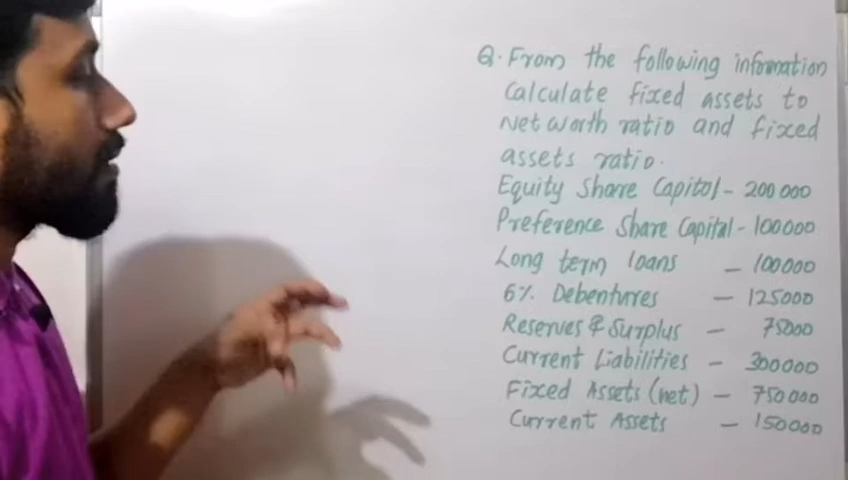 Q. From the following information
Calculate fixed assets to
Net worth ratio and fixed
assets ratio.
Equity Share Capital - 200000
Preference Share Capital - 100000
Long term loans - 100000
6% Debentures - 125000
Reserves & Surplus - 75000
Current Liabilities - 300000
Fixed Assets (net) - 750000
Current Assets - 150000